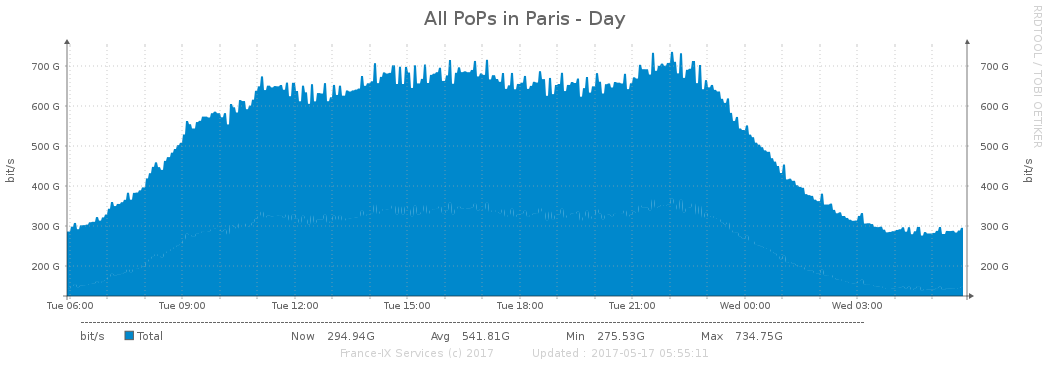 All PoPs in Paris - Day
RRDTOOL / TOBI OETIKER
bit/s
700 G
600 G
500 G
400 G
300 G
200 G
700 G
600 G
500 G
400 G
300 G
200 G
bit/s
Tue 06:00 Tue 09:00 Tue 12:00 Tue 15:00 Tue 18:00 Tue 21:00 Wed 00:00 Wed 03:00
bit/s Total Now 294.94G Avg 541.81G Min 275.53G Max 734.75G
France-IX Services (c) 2017 Updated : 2017-05-17 05:55:11